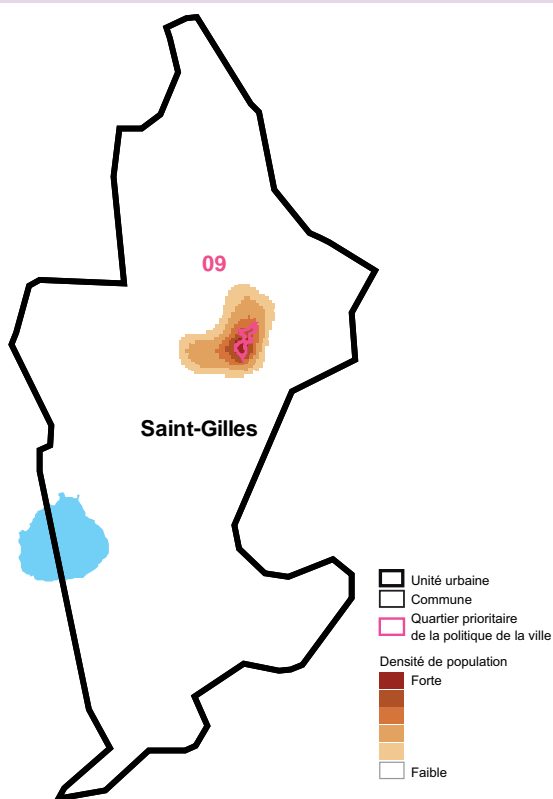 09
Saint-Gilles
Unité urbaine
Commune
Quartier prioritaire
de la politique de la ville
Densité de population
Forte
Faible